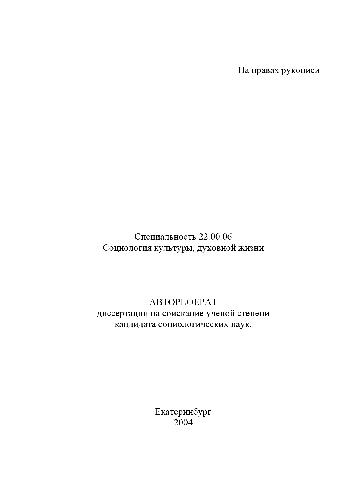 На правах рукописи
Специальность 22.00.06
Социология культуры, духовной жизни
АВТОРЕФЕРАТ
диссертации на соискание ученой степени
кандидата социологических наук.
Екатеринбург
2004